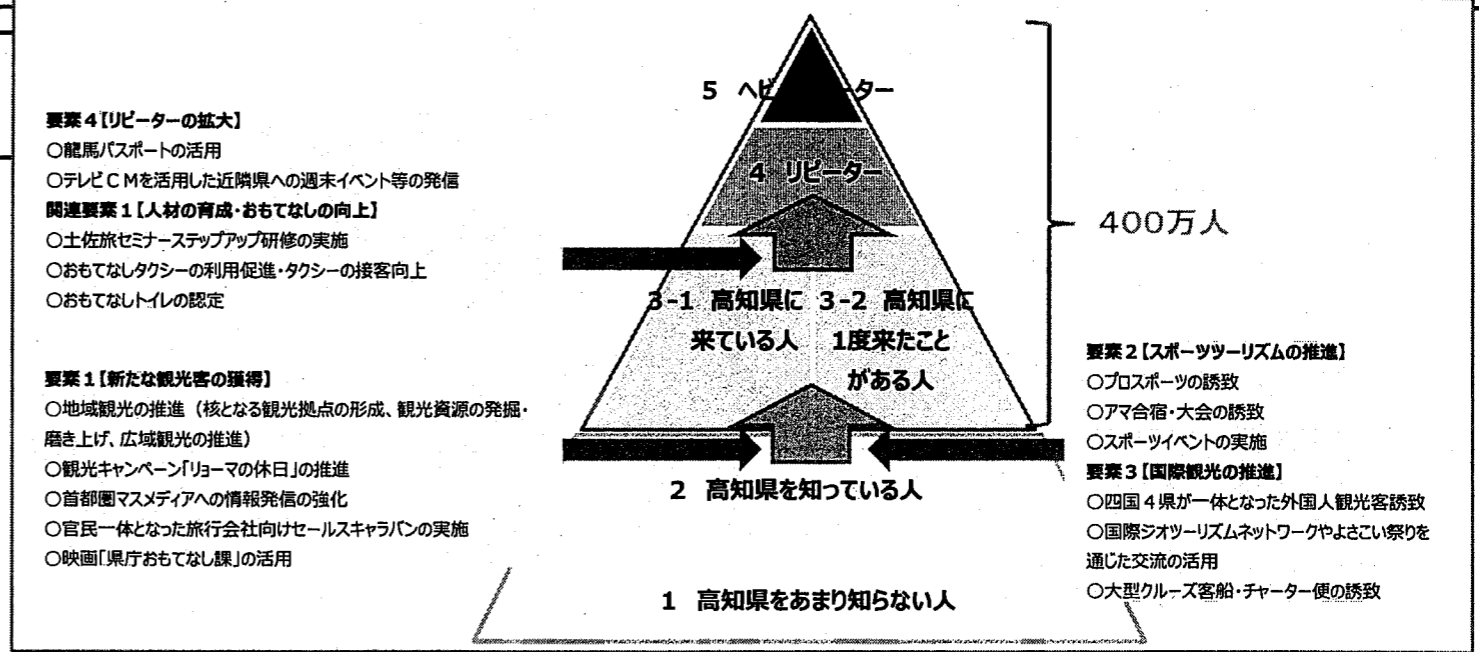 要素4【リピーターの拡大】
○龍馬パスポートの活用
○テレビCMを活用した近隣県への週末イベント等の発信
関連要素1【人材の育成・おもてなしの向上】
○土佐旅セミナーステップアップ研修の実施
○おもてなしタクシーの利用促進・タクシーの接客向上
○おもてなしトイレの認定
要素1【新たな観光客の獲得】
○地域観光の推進（核となる観光拠点の形成、観光資源の発掘・
磨き上げ、広域観光の推進）
○観光キャンペーン「リョーマの休日」の推進
○首都圏マスメディアへの情報発信の強化
○官民一体となった旅行会社向けセールスキャラバンの実施
○映画「県庁おもてなし課」の活用
5 ヘビ ーター
4 リピーター
3-1 高知県に
来ている人
3-2 高知県に
1度来たこと
がある人
2 高知県を知っている人
1 高知県をあまり知らない人
400万人
要素2【スポーツツーリズムの推進】
○プロスポーツの誘致
○アマ合宿・大会の誘致
○スポーツイベントの実施
要素3【国際観光の推進】
○四国4県が一体となった外国人観光客誘致
○国際ジオツーリズムネットワークやよさこい祭りを
通じた交流の活用
○大型クルーズ客船・チャーター便の誘致